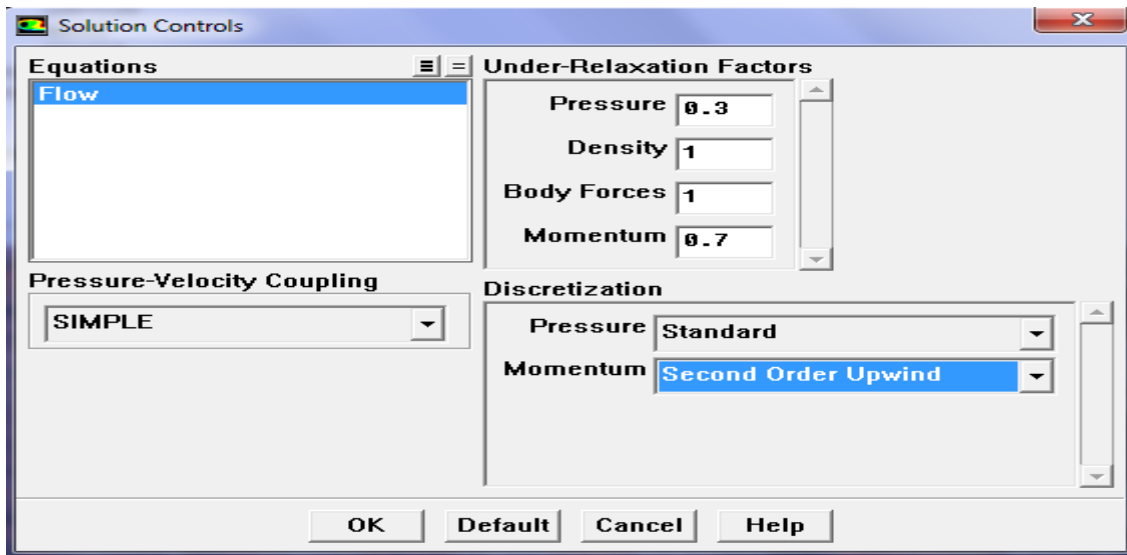 Solution Controls
Equations
Flow
Under-Relaxation Factors
Pressure 0.3
Density 1
Body Forces 1
Momentum 0.7
Pressure-Velocity Coupling
SIMPLE
Discretization
Pressure Standard
Momentum Second Order Upwind
OK Default Cancel Help